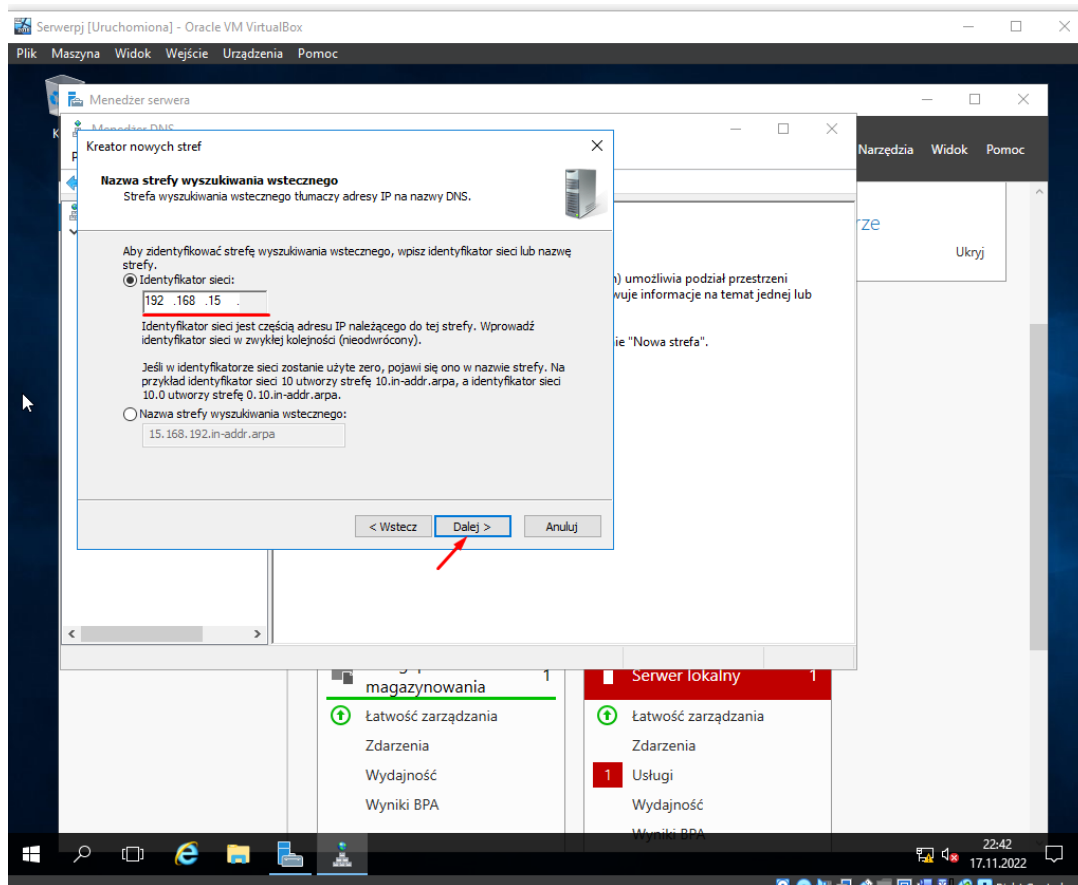 Serwerpj [Uruchomiona] - Oracle VM VirtualBox
Plik Maszyna Widok Wejście Urządzenia Pomoc
Menedżer serwera
Menedżer DNS
Narzędzia Widok Pomoc
Kreator nowych stref
Nazwa strefy wyszukiwania wstecznego
Strefa wyszukiwania wstecznego tłumaczy adresy IP na nazwy DNS.
Ukryj
Aby zidentyfikować strefę wyszukiwania wstecznego, wpisz identyfikator sieci lub nazwę
strefy.
Identyfikator sieci:
192 .168 .15 .
Identyfikator sieci jest częścią adresu IP należącego do tej strefy. Wprowadź
identyfikator sieci w zwykłej kolejności (nieodwrócony).
Jeśli w identyfikatorze sieci zostanie użyte zero, pojawi się ono w nazwie strefy. Na
przykład identyfikator sieci 10 utworzy strefę 10.in-addr.arpa, a identyfikator sieci
10.0 utworzy strefę 0.10.in-addr.arpa.
Nazwa strefy wyszukiwania wstecznego:
15.168.192.in-addr.arpa
< Wstecz Dalej > Anuluj
) umożliwia podział przestrzeni
wuje informacje na temat jednej lub
ie "Nowa strefa".
magazynowania 1
Łatwość zarządzania
Zdarzenia
Wydajność
Wyniki BPA
Serwer lokalny 1
Łatwość zarządzania
Zdarzenia
1 Usługi
Wydajność
Wyniki BPA
22:42
17.11.2022